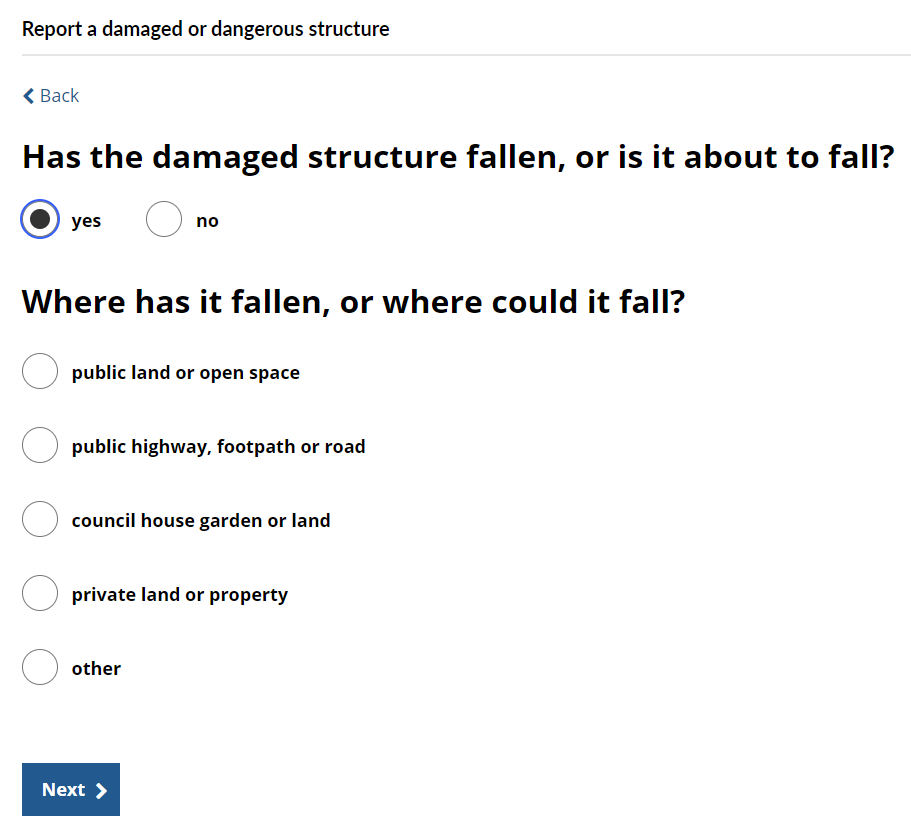 Report a damaged or dangerous structure
Back
Has the damaged structure fallen, or is it about to fall?
yes no
Where has it fallen, or where could it fall?
public land or open space
public highway, footpath or road
council house garden or land
private land or property
other
Next